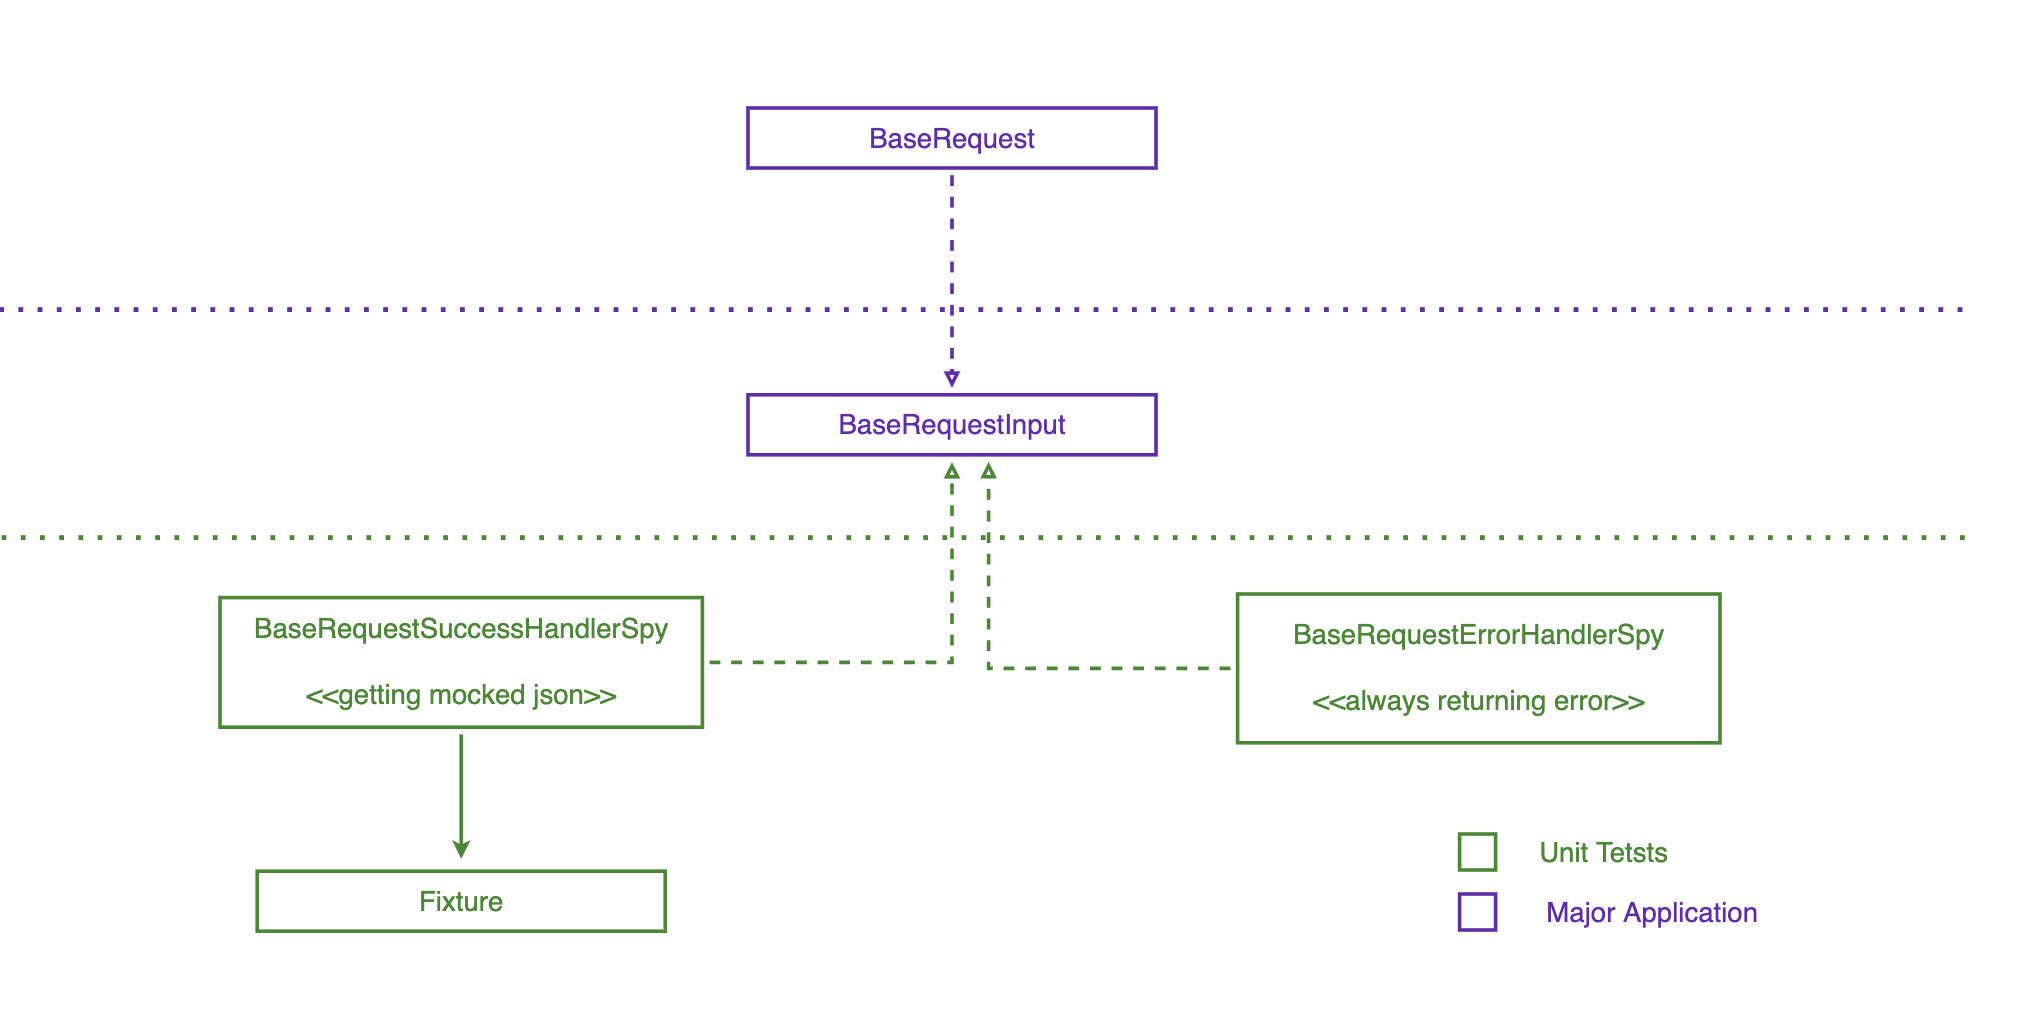 BaseRequest
BaseRequestInput
BaseRequestSuccessHandlerSpy
<<getting mocked json>>
BaseRequestErrorHandlerSpy
<<always returning error>>
Fixture
Unit Tetsts
Major Application